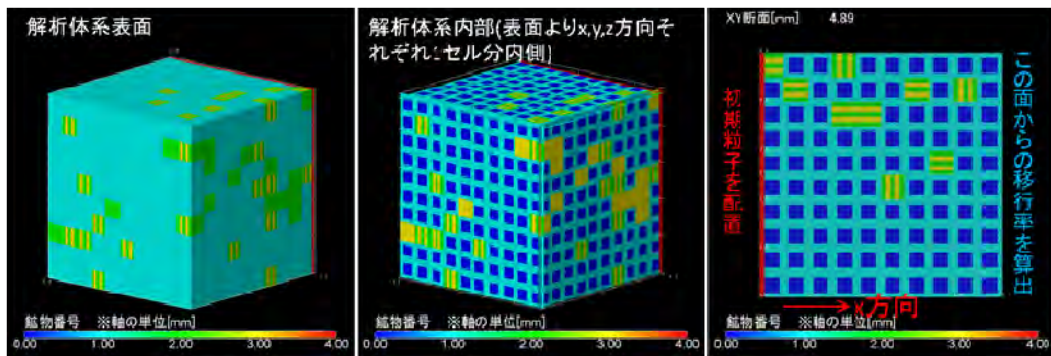 解析体系表面
鉱物番号 ※軸の単位[mm]
0.00 1.00 2.00 3.00 4.00
解析体系内部(表面よりx,y,z方向そ
れぞれ1セル分内側)
鉱物番号 ※軸の単位[mm]
0.00 1.00 2.00 3.00 4.00
XY断面[mm] 4.89
初期粒子を配置
この面からの移行率を算出
x方向
鉱物番号 ※軸の単位[mm]
0.00 1.00 2.00 3.00 4.00